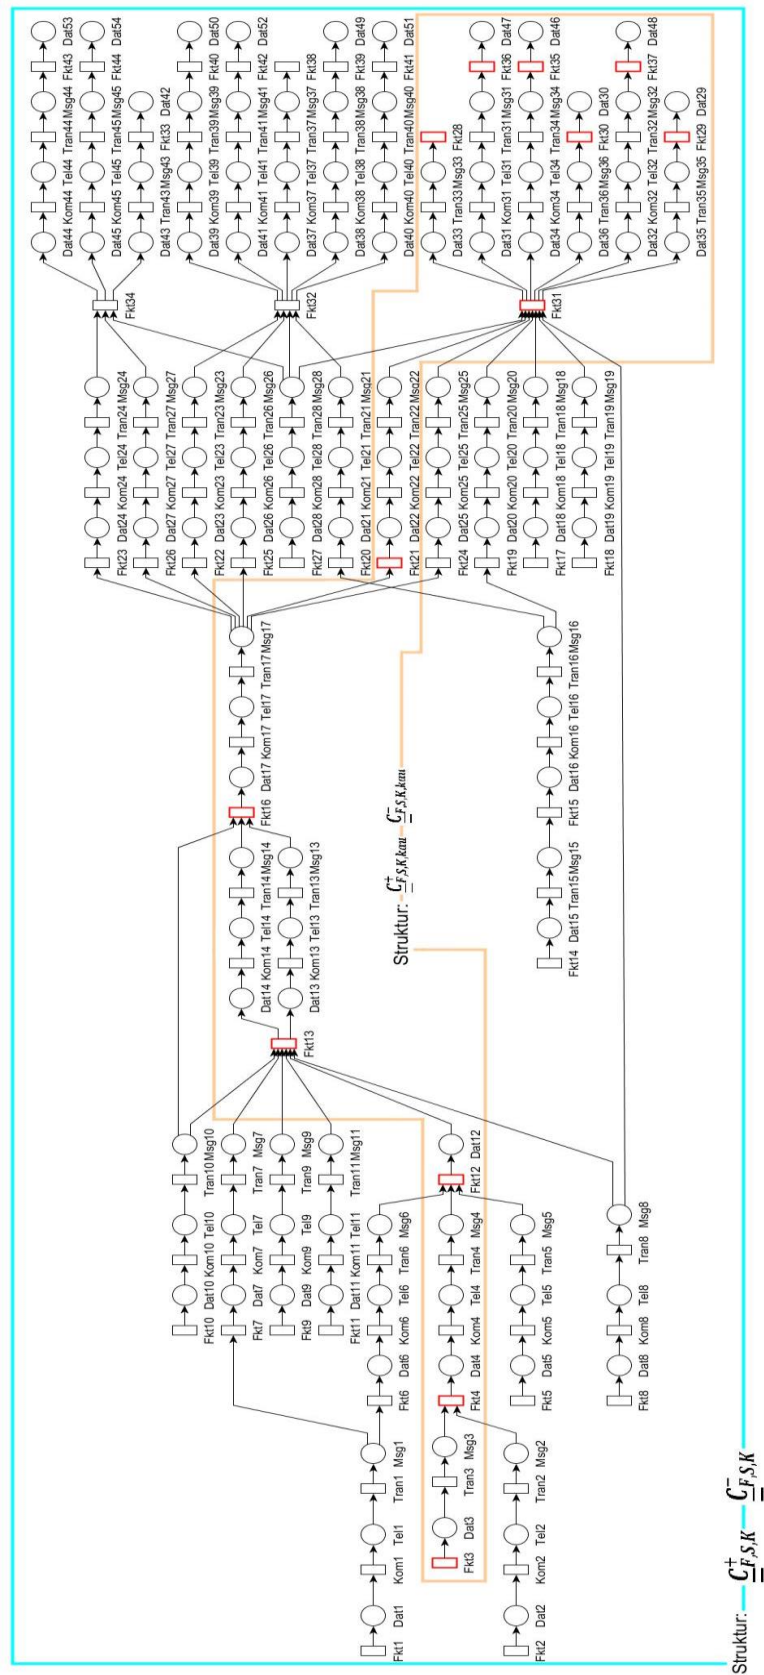 Dat44 Kom44 Tel44 Tran44 Msg44 Fkt43 Dat53
Fkt23 Dat24 Kom24 Tel24 Tran24 Msg24
Dat45 Kom45 Tel45 Tran45 Msg45 Fkt44 Dat54
Fkt34
Fkt26 Dat27 Kom27 Tel27 Tran27 Msg27
Dat43 Tran43 Msg43 Fkt33 Dat42
Fkt10 Dat10 Kom10 Tel10 Tran10 Msg10
Fkt22 Dat23 Kom23 Tel23 Tran23 Msg23
Dat39 Kom39 Tel39 Tran39 Msg39 Fkt40 Dat50
Fkt7 Dat7 Kom7 Tel7 Tran7 Msg7
Dat14 Kom14 Tel14 Tran14 Msg14
Fkt16 Dat17 Kom17 Tel17 Tran17 Msg17
Fkt25 Dat26 Kom26 Tel26 Tran26 Msg26
Dat41 Kom41 Tel41 Tran41 Msg41 Fkt42 Dat52
Fkt9 Dat9 Kom9 Tel9 Tran9 Msg9
Fkt13
Dat13 Kom13 Tel13 Tran13 Msg13
Fkt27 Dat28 Kom28 Tel28 Tran28 Msg28
Fkt32
Dat37 Kom37 Tel37 Tran37 Msg37 Fkt38
Fkt11 Dat11 Kom11 Tel11 Tran11 Msg11
Fkt20 Dat21 Kom21 Tel21 Tran21 Msg21
Dat38 Kom38 Tel38 Tran38 Msg38 Fkt39 Dat49
Fkt1 Dat1 Kom1 Tel1 Tran1 Msg1
Fkt6 Dat6 Kom6 Tel6 Tran6 Msg6
Struktur: C⁺F,S,K,kau C⁻F,S,K,kau
Fkt21 Dat22 Kom22 Tel22 Tran22 Msg22
Dat40 Kom40 Tel40 Tran40 Msg40 Fkt41 Dat51
Fkt3 Dat3 Tran3 Msg3
Fkt4 Dat4 Kom4 Tel4 Tran4 Msg4 Fkt12 Dat12
Fkt24 Dat25 Kom25 Tel25 Tran25 Msg25
Dat33 Tran33 Msg33 Fkt28
Fkt19 Dat20 Kom20 Tel20 Tran20 Msg20
Dat31 Kom31 Tel31 Tran31 Msg31 Fkt36 Dat47
Fkt2 Dat2 Kom2 Tel2 Tran2 Msg2
Fkt5 Dat5 Kom5 Tel5 Tran5 Msg5
Fkt17 Dat18 Kom18 Tel18 Tran18 Msg18
Fkt31
Dat34 Kom34 Tel34 Tran34 Msg34 Fkt35 Dat46
Fkt14 Dat15 Tran15 Msg15 Fkt15 Dat16 Kom16 Tel16 Tran16 Msg16
Fkt18 Dat19 Kom19 Tel19 Tran19 Msg19
Dat36 Tran36 Msg36 Fkt30 Dat30
Fkt8 Dat8 Kom8 Tel8 Tran8 Msg8
Dat32 Kom32 Tel32 Tran32 Msg32 Fkt37 Dat48
Dat35 Tran35 Msg35 Fkt29 Dat29
Struktur: C⁺F,S,K C⁻F,S,K